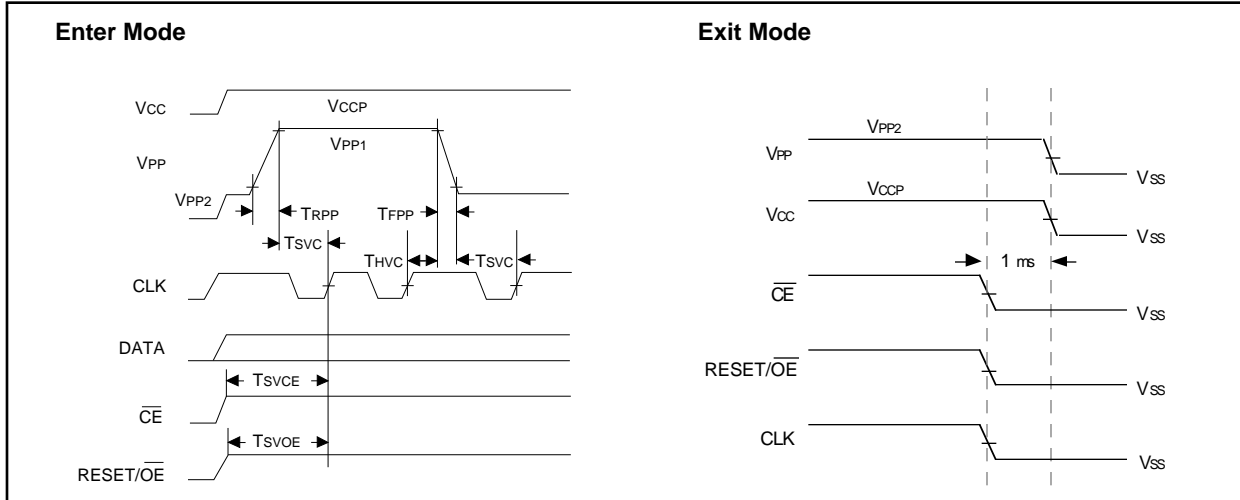 Enter Mode
VCC
VCCP
VPP1
VPP
VPP2
TRPP
TFPP
TSVC
THVC
TSVC
CLK
DATA
TSVCE
CE
TSVOE
RESET/OE
Exit Mode
VPP2
VPP
VSS
VCCP
VCC
VSS
1 ms
CE
VSS
RESET/OE
VSS
CLK
VSS